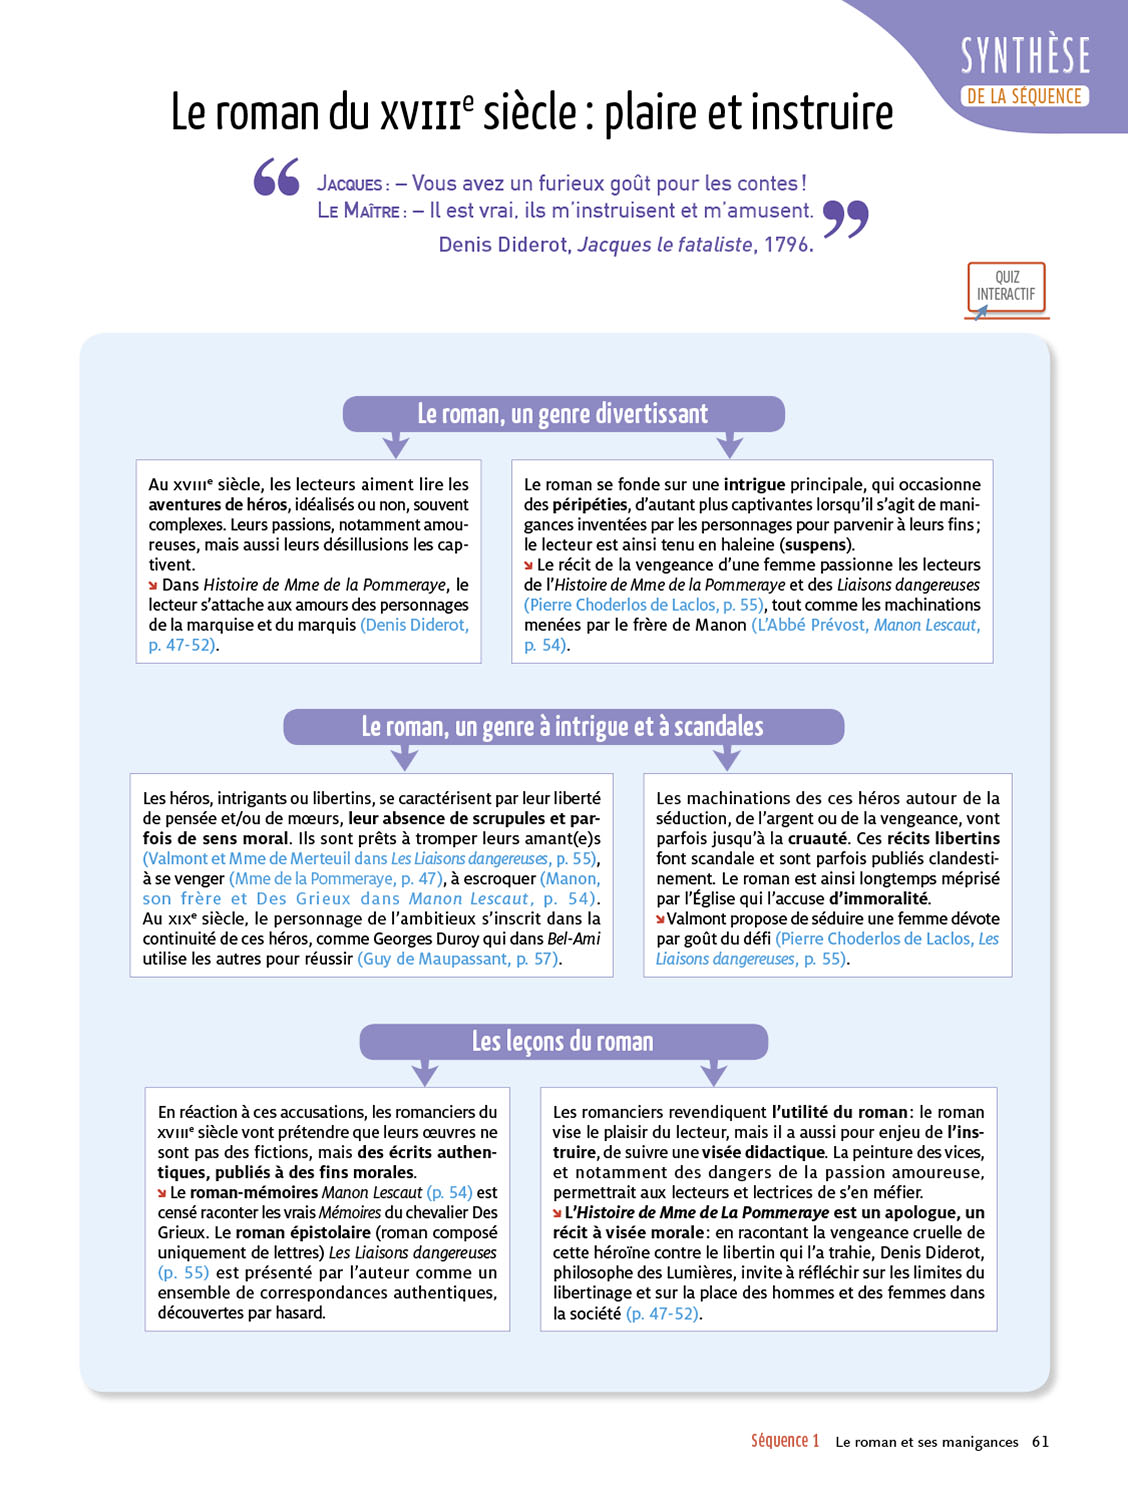 SYNTHÈSE
DE LA SÉQUENCE
Le roman du XVIIIe siècle : plaire et instruire
“ JACQUES : – Vous avez un furieux goût pour les contes !
LE MAÎTRE : – Il est vrai, ils m’instruisent et m’amusent. ”
Denis Diderot, Jacques le fataliste, 1796.
QUIZ
INTERACTIF
Le roman, un genre divertissant
Au XVIIIe siècle, les lecteurs aiment lire les
aventures de héros, idéalisés ou non, souvent
complexes. Leurs passions, notamment amou-
reuses, mais aussi leurs désillusions les cap-
tivent.
↘ Dans Histoire de Mme de la Pommeraye, le
lecteur s’attache aux amours des personnages
de la marquise et du marquis (Denis Diderot,
p. 47-52).
Le roman se fonde sur une intrigue principale, qui occasionne
des péripéties, d’autant plus captivantes lorsqu’il s’agit de mani-
gances inventées par les personnages pour parvenir à leurs fins ;
le lecteur est ainsi tenu en haleine (suspens).
↘ Le récit de la vengeance d’une femme passionne les lecteurs
de l’Histoire de Mme de la Pommeraye et des Liaisons dangereuses
(Pierre Choderlos de Laclos, p. 55), tout comme les machinations
menées par le frère de Manon (L’Abbé Prévost, Manon Lescaut,
p. 54).
Le roman, un genre à intrigue et à scandales
Les héros, intrigants ou libertins, se caractérisent par leur liberté
de pensée et/ou de mœurs, leur absence de scrupules et par-
fois de sens moral. Ils sont prêts à tromper leurs amant(e)s
(Valmont et Mme de Merteuil dans Les Liaisons dangereuses, p. 55),
à se venger (Mme de la Pommeraye, p. 47), à escroquer (Manon,
son frère et Des Grieux dans Manon Lescaut, p. 54).
Au XIXe siècle, le personnage de l’ambitieux s’inscrit dans la
continuité de ces héros, comme Georges Duroy qui dans Bel-Ami
utilise les autres pour réussir (Guy de Maupassant, p. 57).
Les machinations des ces héros autour de la
séduction, de l’argent ou de la vengeance, vont
parfois jusqu’à la cruauté. Ces récits libertins
font scandale et sont parfois publiés clandesti-
nement. Le roman est ainsi longtemps méprisé
par l’Église qui l’accuse d’immoralité.
↘ Valmont propose de séduire une femme dévote
par goût du défi (Pierre Choderlos de Laclos, Les
Liaisons dangereuses, p. 55).
Les leçons du roman
En réaction à ces accusations, les romanciers du
XVIIIe siècle vont prétendre que leurs œuvres ne
sont pas des fictions, mais des écrits authen-
tiques, publiés à des fins morales.
↘ Le roman-mémoires Manon Lescaut (p. 54) est
censé raconter les vrais Mémoires du chevalier Des
Grieux. Le roman épistolaire (roman composé
uniquement de lettres) Les Liaisons dangereuses
(p. 55) est présenté par l’auteur comme un
ensemble de correspondances authentiques,
découvertes par hasard.
Les romanciers revendiquent l’utilité du roman : le roman
vise le plaisir du lecteur, mais il a aussi pour enjeu de l’ins-
truire, de suivre une visée didactique. La peinture des vices,
et notamment des dangers de la passion amoureuse,
permettrait aux lecteurs et lectrices de s’en méfier.
↘ L’Histoire de Mme de La Pommeraye est un apologue, un
récit à visée morale : en racontant la vengeance cruelle de
cette héroïne contre le libertin qui l’a trahie, Denis Diderot,
philosophe des Lumières, invite à réfléchir sur les limites du
libertinage et sur la place des hommes et des femmes dans
la société (p. 47-52).
Séquence 1 Le roman et ses manigances 61